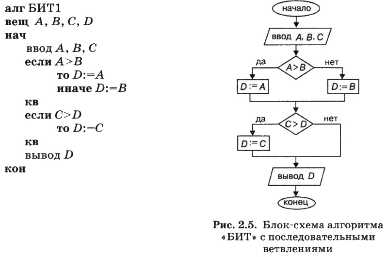 алг БИТ1
вещ A, B, C, D
нач
ввод A, B, C
если A>B
то D:=A
иначе D:=B
кв
если C>D
то D:=C
кв
вывод D
кон
начало
ввод A, B, C
да
A>B
нет
D:= A
D:= B
да
C>D
нет
D:= C
вывод D
конец
Рис. 2.5. Блок-схема алгоритма
«БИТ» с последовательными
ветвлениями